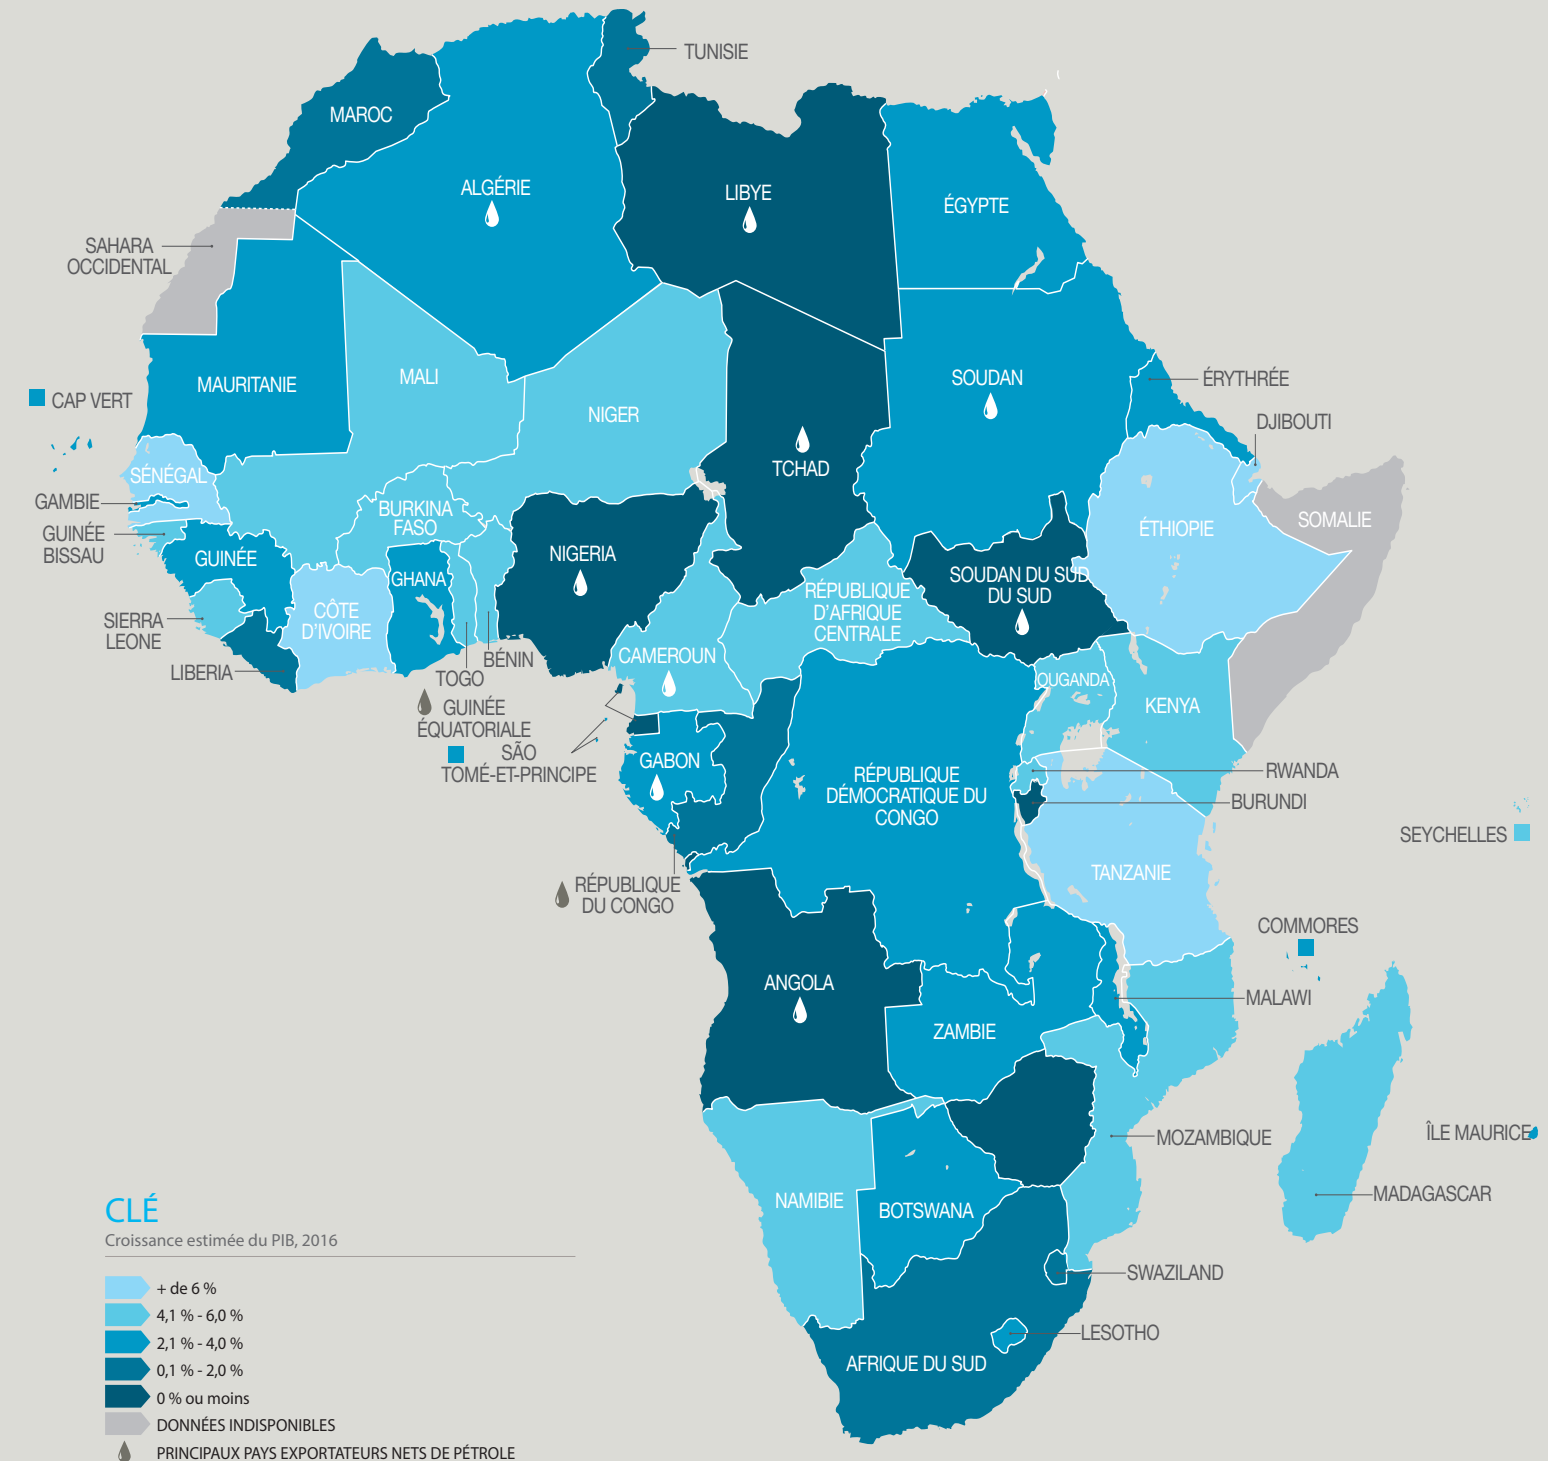 TUNISIE
MAROC
ALGÉRIE
LIBYE
ÉGYPTE
SAHARA
OCCIDENTAL
MAURITANIE
MALI
NIGER
SOUDAN
ÉRYTHRÉE
CAP VERT
DJIBOUTI
TCHAD
SÉNÉGAL
GAMBIE
BURKINA
FASO
SOMALIE
ÉTHIOPIE
GUINÉE
BISSAU
GUINÉE
NIGERIA
GHANA
SOUDAN DU SUD
DU SUD
RÉPUBLIQUE
D'AFRIQUE
CENTRALE
CÔTE
D'IVOIRE
SIERRA
LEONE
LIBERIA
BÉNIN
TOGO
CAMEROUN
OUGANDA
KENYA
GUINÉE
ÉQUATORIALE
SÃO
TOMÉ-ET-PRINCIPE
GABON
RÉPUBLIQUE
DÉMOCRATIQUE DU
CONGO
RWANDA
BURUNDI
SEYCHELLES
TANZANIE
RÉPUBLIQUE
DU CONGO
COMMORES
ANGOLA
MALAWI
ZAMBIE
MOZAMBIQUE
ÎLE MAURICE
MADAGASCAR
NAMIBIE
BOTSWANA
SWAZILAND
LESOTHO
AFRIQUE DU SUD
CLÉ
Croissance estimée du PIB, 2016
+ de 6 %
4,1 % - 6,0 %
2,1 % - 4,0 %
0,1 % - 2,0 %
0 % ou moins
DONNÉES INDISPONIBLES
PRINCIPAUX PAYS EXPORTATEURS NETS DE PÉTROLE